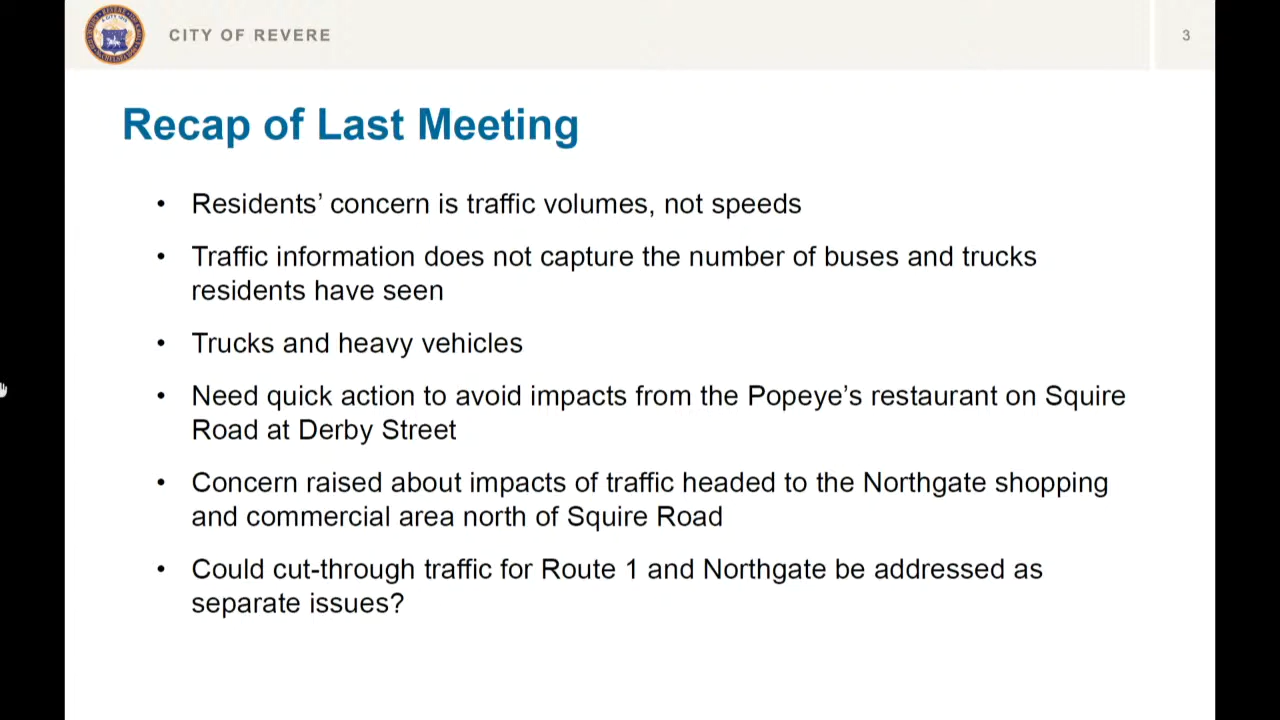 CITY OF REVERE
3
Recap of Last Meeting
• Residents’ concern is traffic volumes, not speeds
• Traffic information does not capture the number of buses and trucks
residents have seen
• Trucks and heavy vehicles
• Need quick action to avoid impacts from the Popeye’s restaurant on Squire
Road at Derby Street
• Concern raised about impacts of traffic headed to the Northgate shopping
and commercial area north of Squire Road
• Could cut-through traffic for Route 1 and Northgate be addressed as
separate issues?